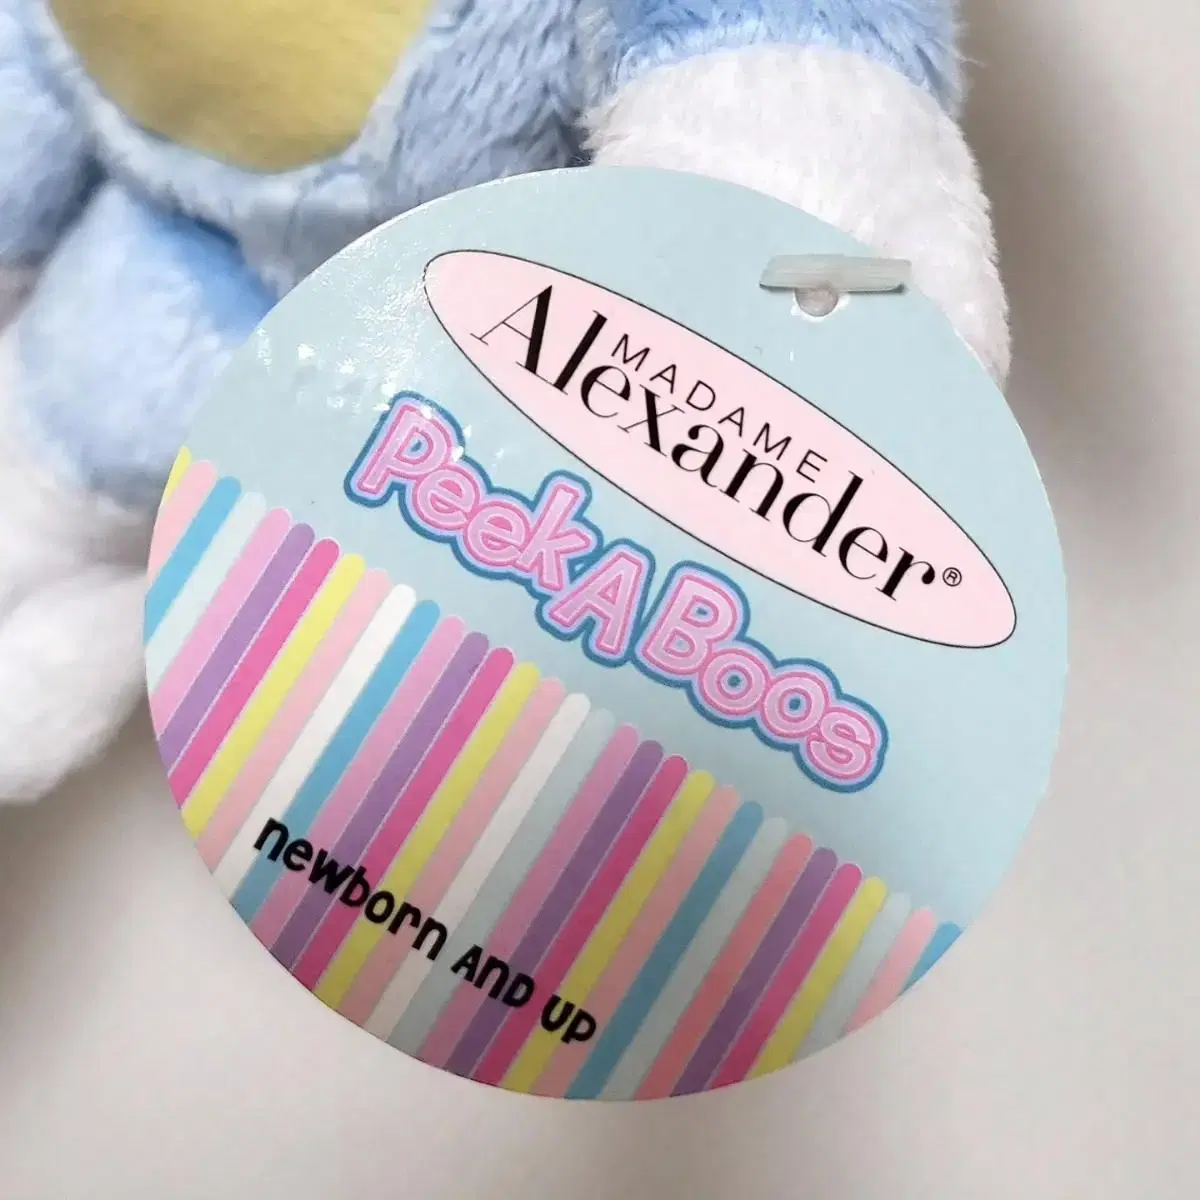 MADAME
Alexander®
Peek A Boos
newborn AnD uP